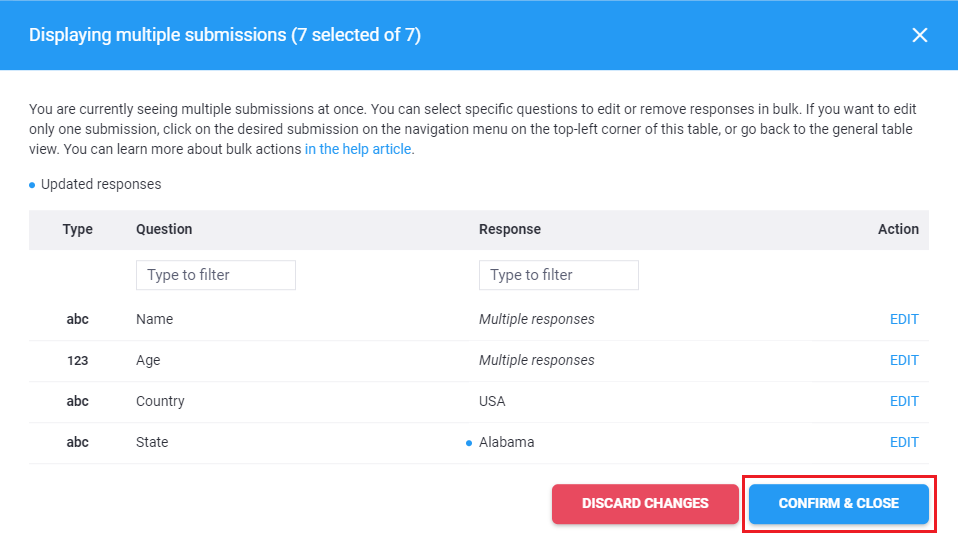 Displaying multiple submissions (7 selected of 7)
You are currently seeing multiple submissions at once. You can select specific questions to edit or remove responses in bulk. If you want to edit
only one submission, click on the desired submission on the navigation menu on the top-left corner of this table, or go back to the general table
view. You can learn more about bulk actions in the help article.
Updated responses
Type Question Response Action
Type to filter Type to filter
abc Name Multiple responses EDIT
123 Age Multiple responses EDIT
abc Country USA EDIT
abc State Alabama EDIT
DISCARD CHANGES CONFIRM & CLOSE